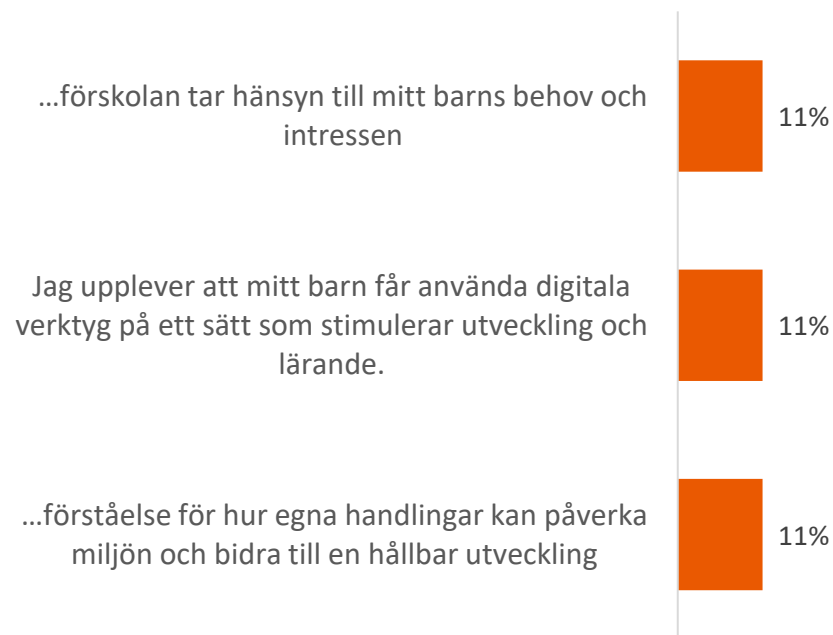 ...förskolan tar hänsyn till mitt barns behov och
intressen
11%
Jag upplever att mitt barn får använda digitala
verktyg på ett sätt som stimulerar utveckling och
lärande.
11%
...förståelse för hur egna handlingar kan påverka
miljön och bidra till en hållbar utveckling
11%